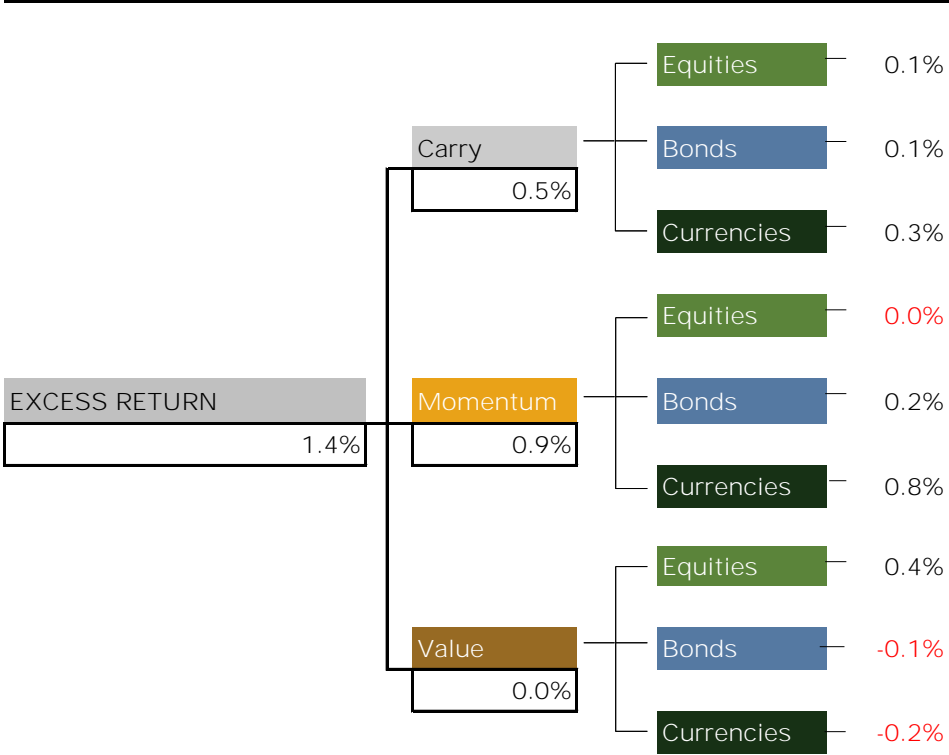 Equities 0.1%
Carry
Bonds 0.1%
0.5%
Currencies 0.3%
Equities 0.0%
EXCESS RETURN
Momentum
Bonds 0.2%
1.4%
0.9%
Currencies 0.8%
Equities 0.4%
Value
Bonds -0.1%
0.0%
Currencies -0.2%